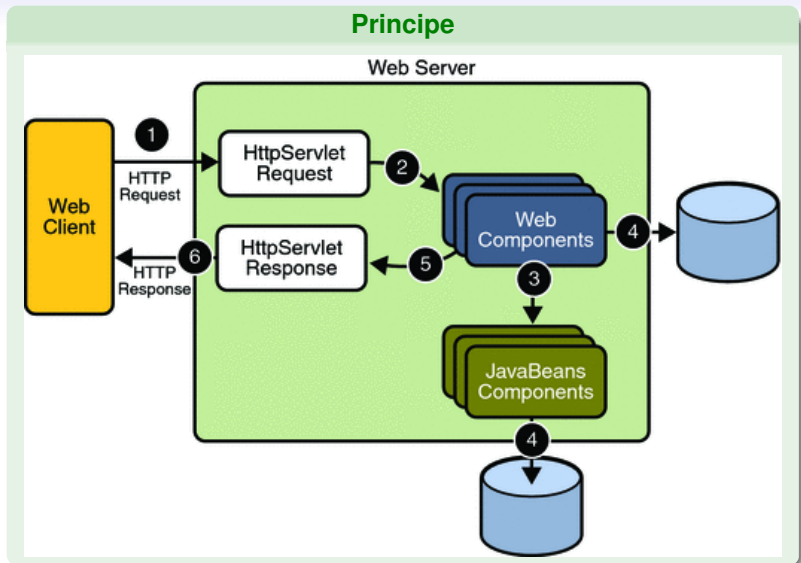 Principe
Web Server
1
HTTP
Request
HttpServlet
Request
2
Web
Client
Web
Components
4
6
HTTP
Response
HttpServlet
Response
5
3
JavaBeans
Components
4